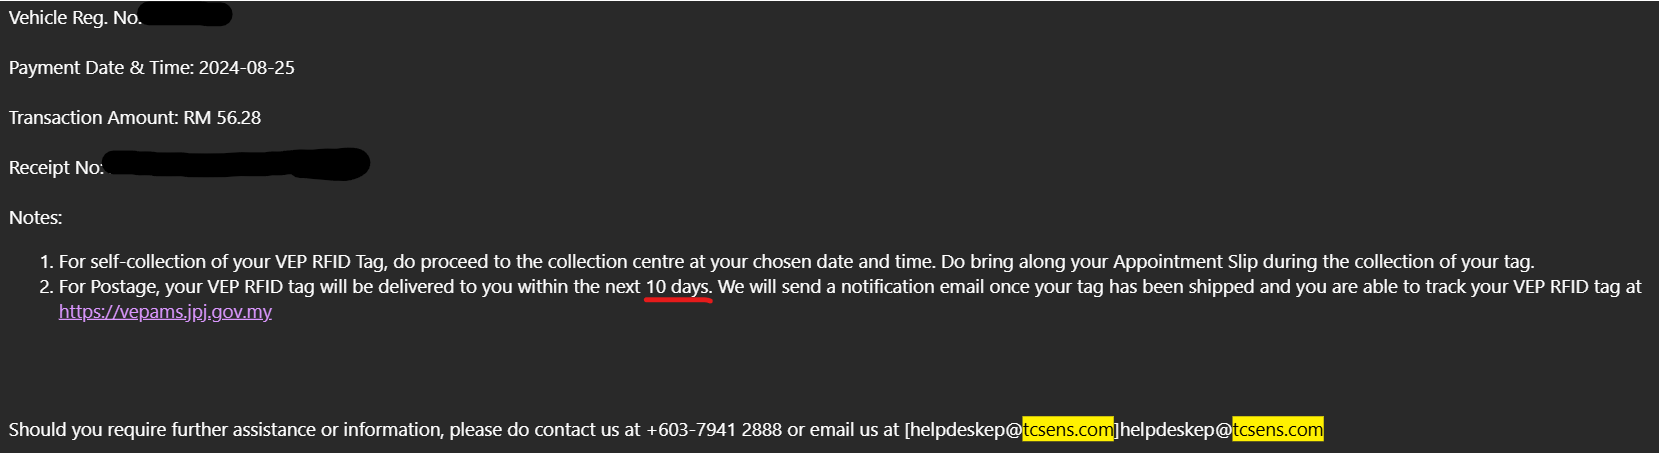 Vehicle Reg. No.
Payment Date & Time: 2024-08-25
Transaction Amount: RM 56.28
Receipt No:
Notes:
1. For self-collection of your VEP RFID Tag, do proceed to the collection centre at your chosen date and time. Do bring along your Appointment Slip during the collection of your tag.
2. For Postage, your VEP RFID tag will be delivered to you within the next 10 days. We will send a notification email once your tag has been shipped and you are able to track your VEP RFID tag at
https://vepams.jpj.gov.my
Should you require further assistance or information, please do contact us at +603-7941 2888 or email us at [helpdeskep@tcsens.com]helpdeskep@tcsens.com